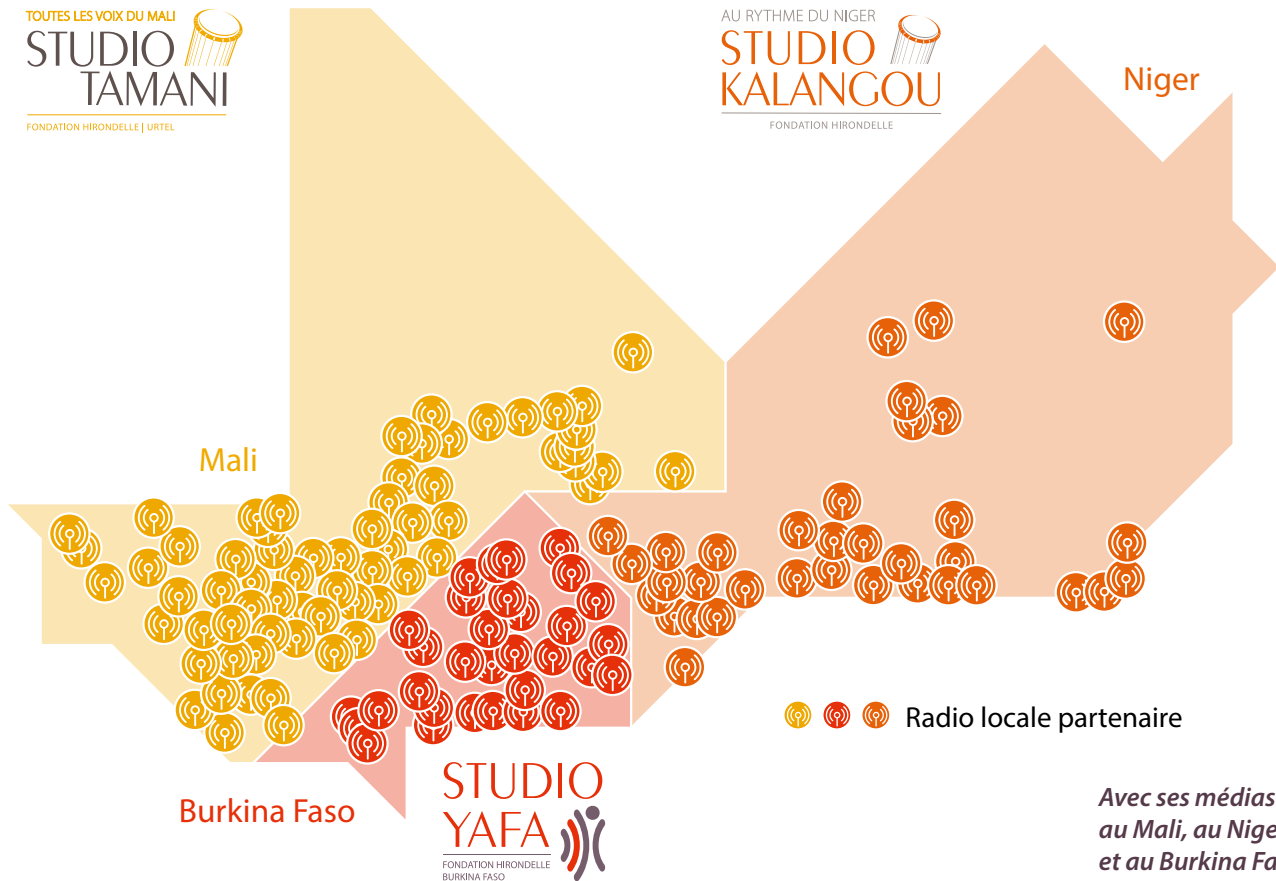 TOUTES LES VOIX DU MALI
STUDIO
TAMANI
FONDATION HIRONDELLE | URTEL
AU RYTHME DU NIGER
STUDIO
KALANGOU
FONDATION HIRONDELLE
Niger
Mali
Radio locale partenaire
Burkina Faso
STUDIO
YAFA
FONDATION HIRONDELLE
BURKINA FASO
Avec ses médias
au Mali, au Nige
et au Burkina Fa